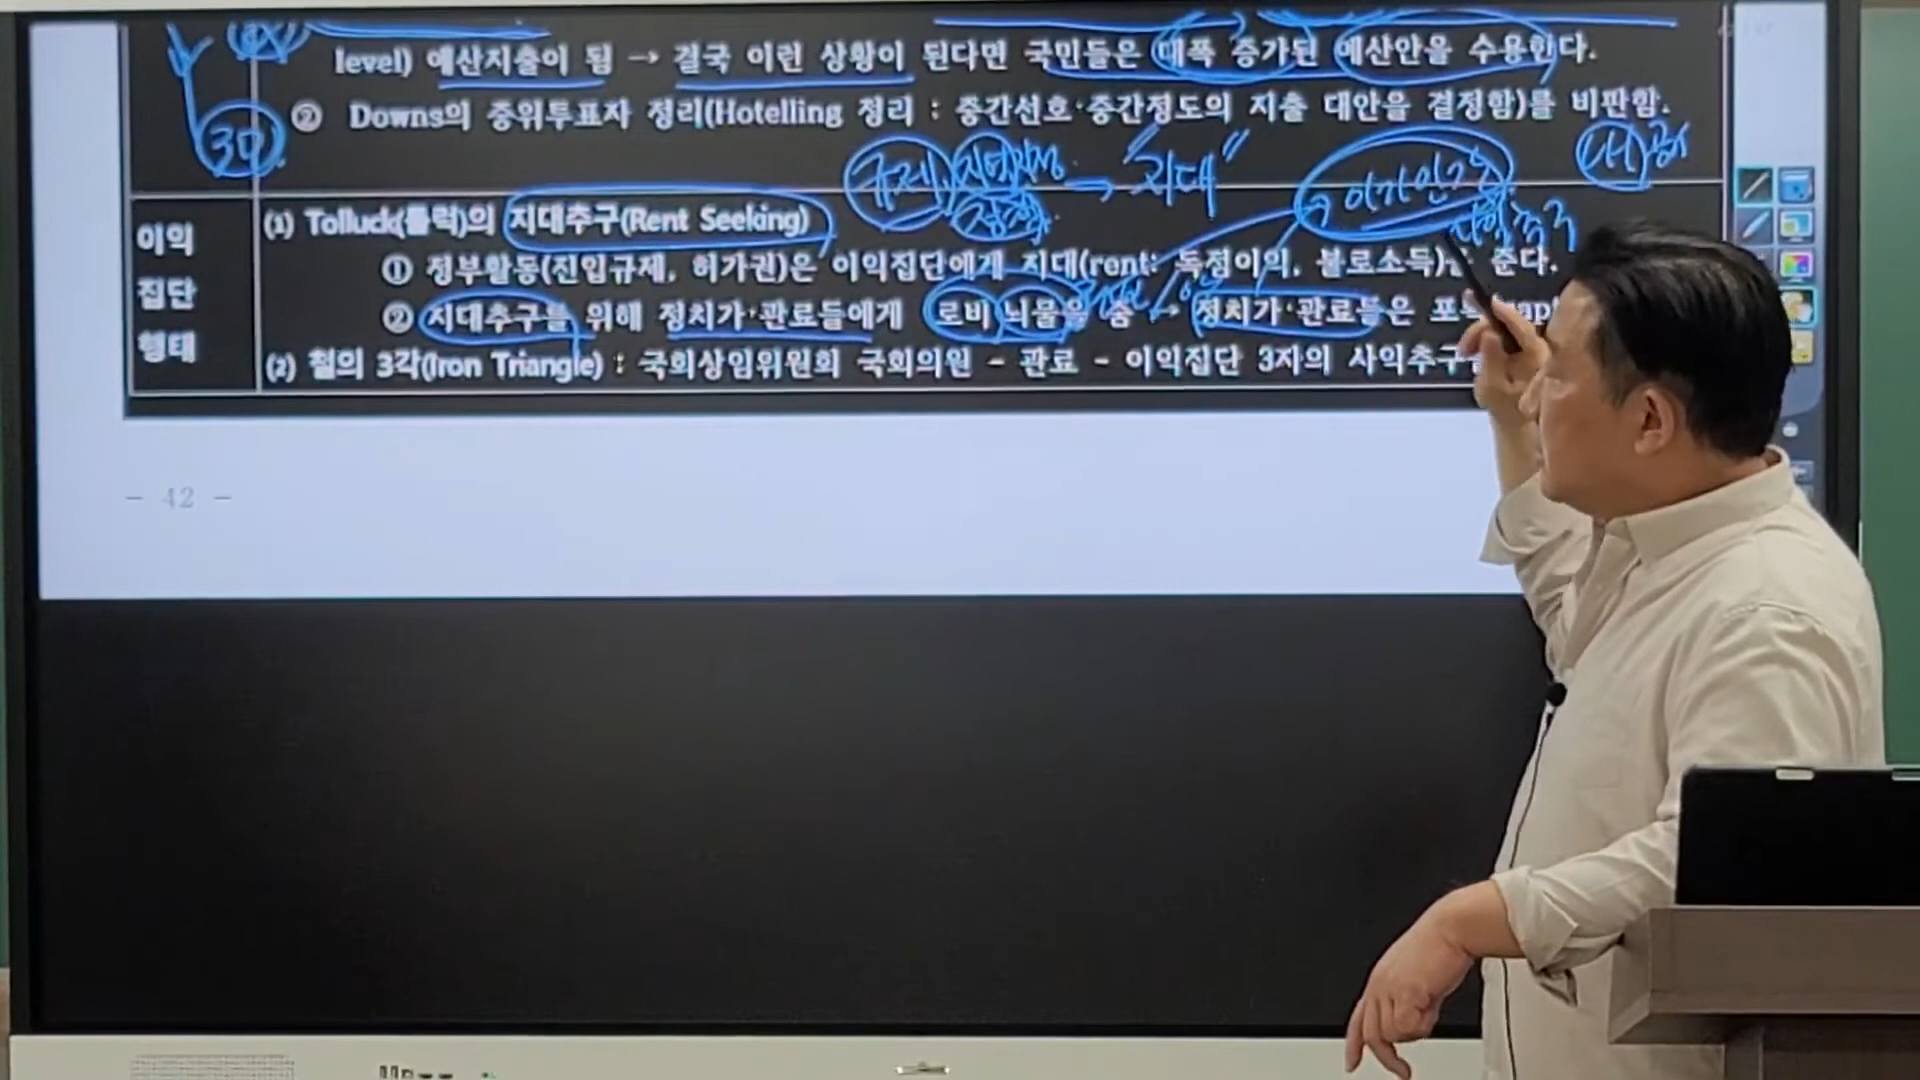 level) 예산지출이 됨 → 결국 이런 상황이 된다면 국민들은 대폭 증가된 예산안을 수용한다.
30
② Downs의 중위투표자 정리(Hotelling 정리 : 중간선호·중간정도의 지출 대안을 결정함)를 비판함.
규제 → "지대"
이익 집단 형태
(1) Tolluck(툴럭)의 지대추구(Rent Seeking)
① 정부활동(진입규제, 허가권)은 이익집단에게 지대(rent: 독점이익, 불로소득)를 준다.
② 지대추구를 위해 정치가·관료들에게 로비 뇌물을 줌 → 정치가·관료들은
(2) 철의 3각(Iron Triangle) : 국회상임위원회 국회의원 - 관료 - 이익집단 3자의 사익추구
- 42 -